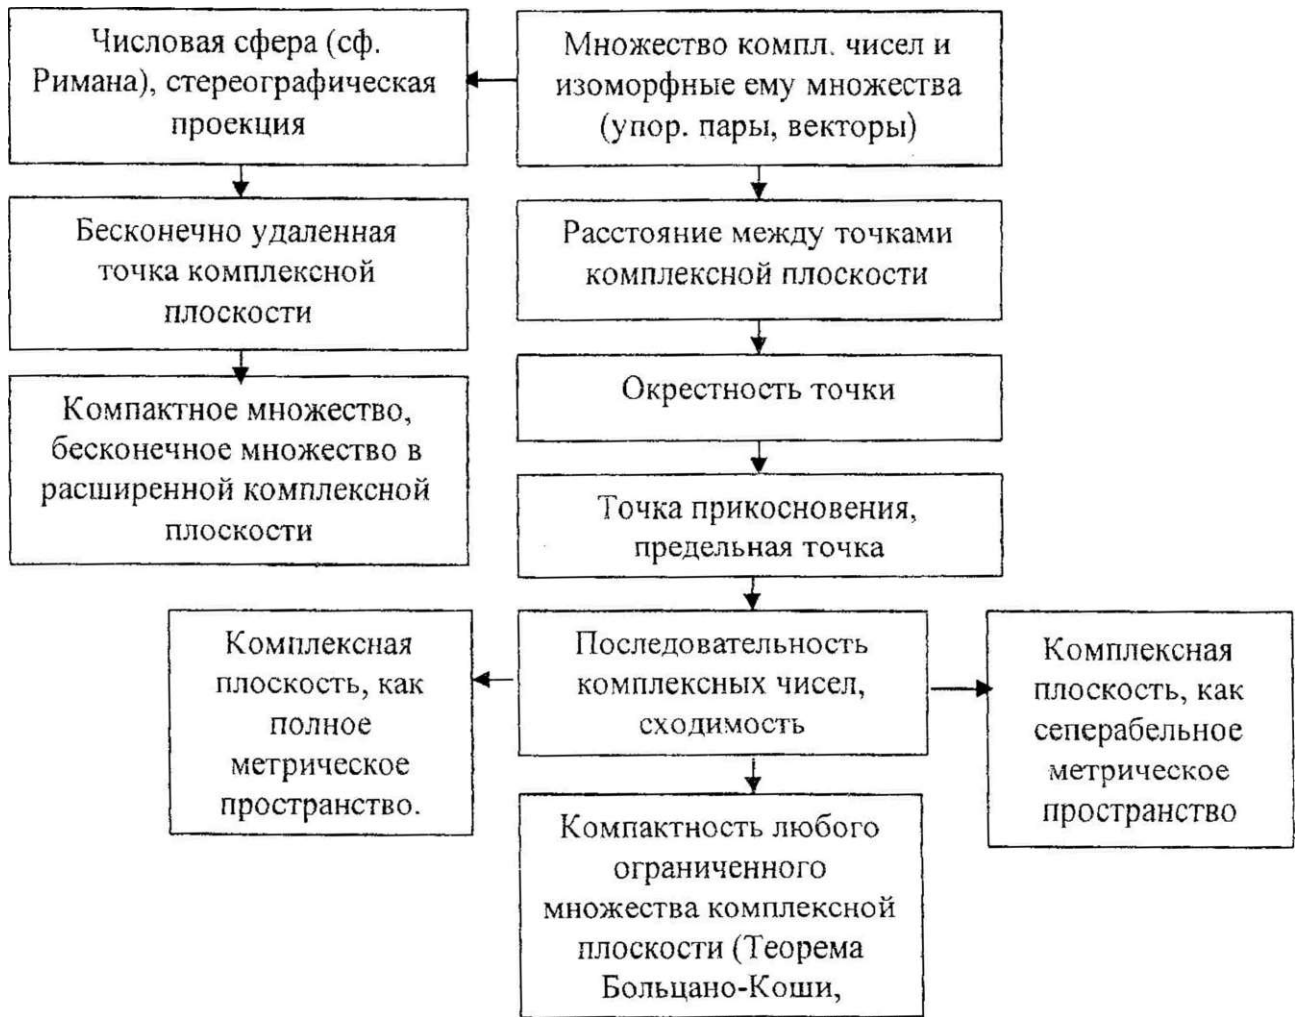 Числовая сфера (сф.
Римана), стереографическая
проекция
Множество компл. чисел и
изоморфные ему множества
(упор. пары, векторы)
Бесконечно удаленная
точка комплексной
плоскости
Расстояние между точками
комплексной плоскости
Компактное множество,
бесконечное множество в
расширенной комплексной
плоскости
Окрестность точки
Точка прикосновения,
предельная точка
Комплексная
плоскость, как
полное
метрическое
пространство.
Последовательность
комплексных чисел,
сходимость
Комплексная
плоскость, как
сеперабельное
метрическое
пространство
Компактность любого
ограниченного
множества комплексной
плоскости (Теорема
Больцано-Коши,